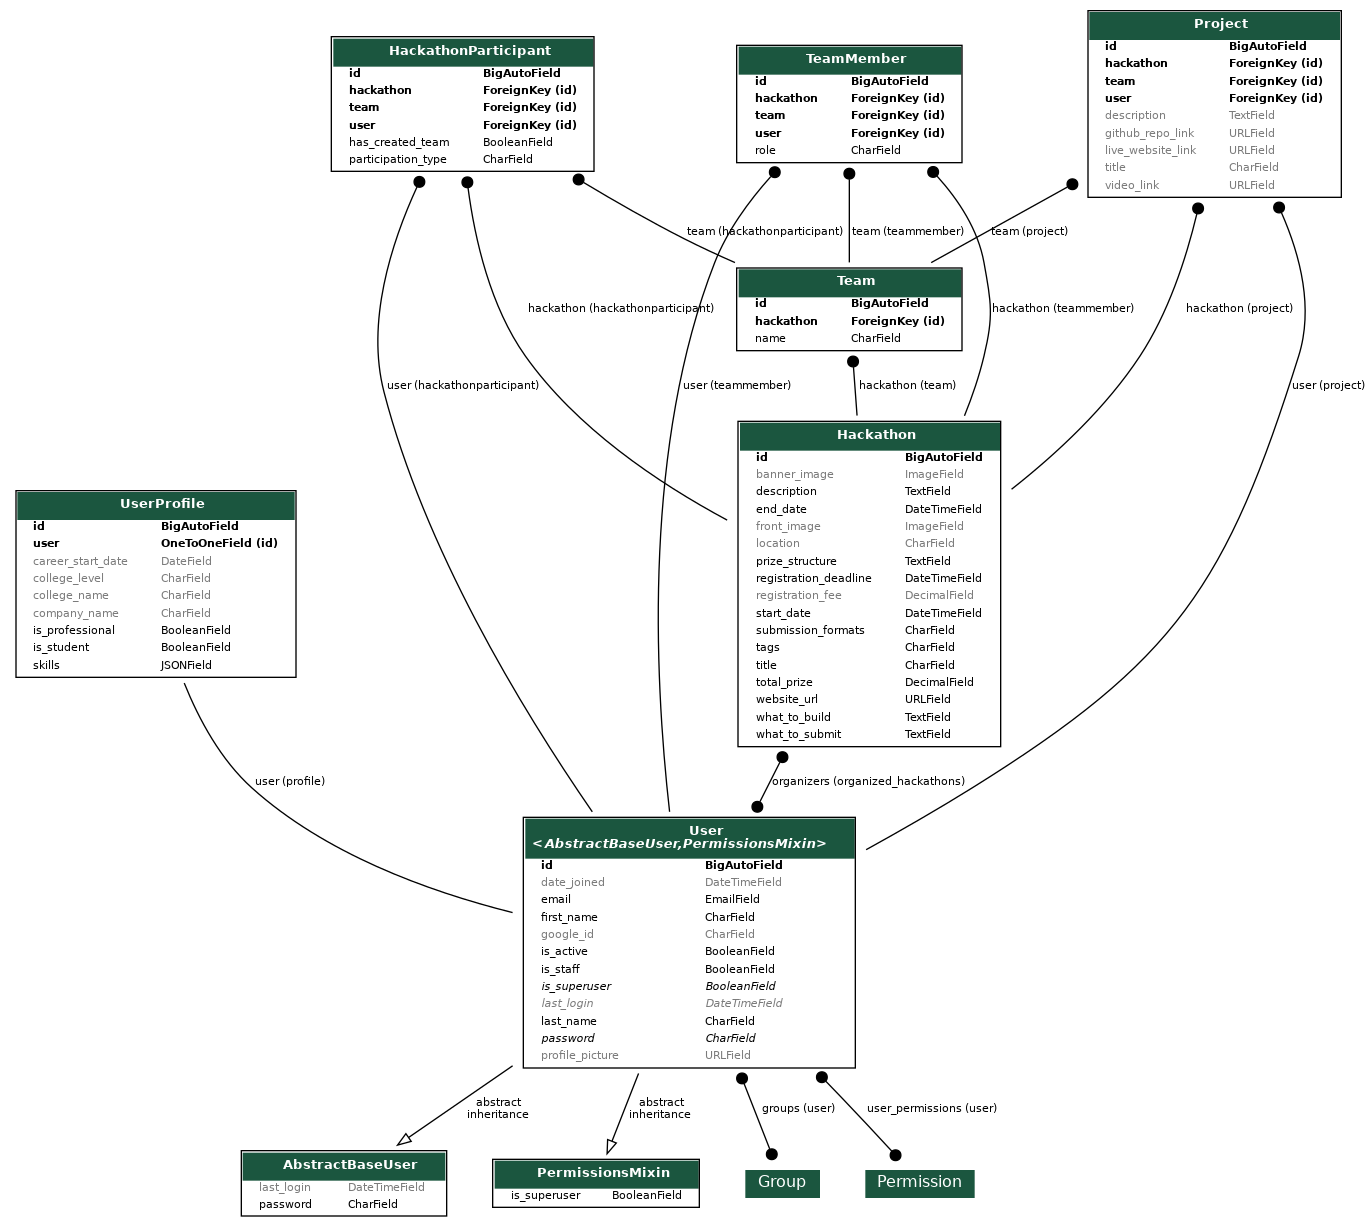 HackathonParticipant
id BigAutoField
hackathon ForeignKey (id)
team ForeignKey (id)
user ForeignKey (id)
has_created_team BooleanField
participation_type CharField
TeamMember
id BigAutoField
hackathon ForeignKey (id)
team ForeignKey (id)
user ForeignKey (id)
role CharField
Project
id BigAutoField
hackathon ForeignKey (id)
team ForeignKey (id)
user ForeignKey (id)
description TextField
github_repo_link URLField
live_website_link URLField
title CharField
video_link URLField
team (hackathonparticipant)
team (teammember)
team (project)
Team
id BigAutoField
hackathon ForeignKey (id)
name CharField
hackathon (hackathonparticipant)
hackathon (teammember)
hackathon (project)
user (hackathonparticipant)
user (teammember)
hackathon (team)
user (project)
Hackathon
id BigAutoField
banner_image ImageField
description TextField
end_date DateTimeField
front_image ImageField
location CharField
prize_structure TextField
registration_deadline DateTimeField
registration_fee DecimalField
start_date DateTimeField
submission_formats CharField
tags CharField
title CharField
total_prize DecimalField
website_url URLField
what_to_build TextField
what_to_submit TextField
UserProfile
id BigAutoField
user OneToOneField (id)
career_start_date DateField
college_level CharField
college_name CharField
company_name CharField
is_professional BooleanField
is_student BooleanField
skills JSONField
user (profile)
organizers (organized_hackathons)
User
<AbstractBaseUser,PermissionsMixin>
id BigAutoField
date_joined DateTimeField
email EmailField
first_name CharField
google_id CharField
is_active BooleanField
is_staff BooleanField
is_superuser BooleanField
last_login DateTimeField
last_name CharField
password CharField
profile_picture URLField
abstract
inheritance
abstract
inheritance
groups (user)
user_permissions (user)
AbstractBaseUser
last_login DateTimeField
password CharField
PermissionsMixin
is_superuser BooleanField
Group
Permission